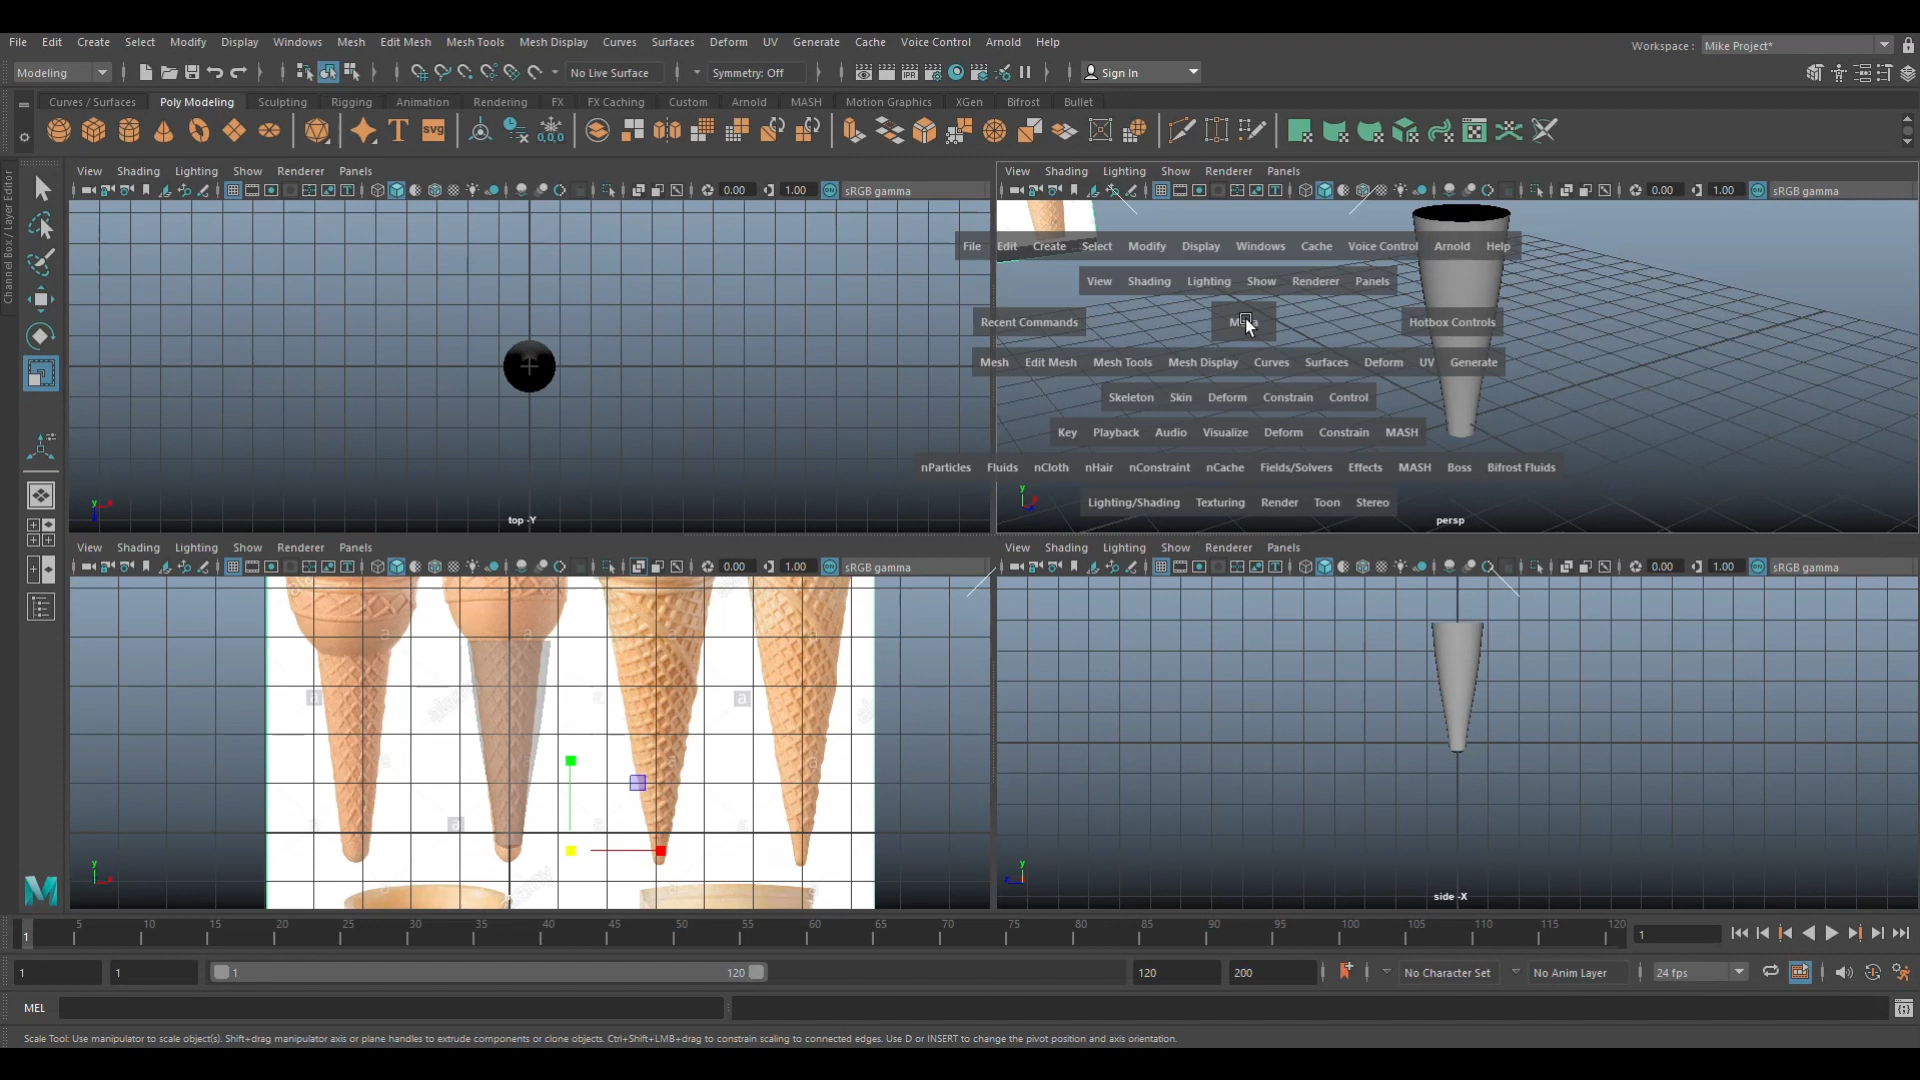 File Edit Create Select Modify Display Windows Mesh Edit Mesh Mesh Tools Mesh Display Curves Surfaces Deform UV Generate Cache Voice Control Arnold Help Workspace : Mike Project*
Modeling No Live Surface Symmetry: Off IPR Sign In
Curves / Surfaces Poly Modeling Sculpting Rigging Animation Rendering FX FX Caching Custom Arnold MASH Motion Graphics XGen Bifrost Bullet
T svg 0,0,0
Channel Box / Layer Editor
View Shading Lighting Show Renderer Panels
0.00 1.00 sRGB gamma
top -Y
View Shading Lighting Show Renderer Panels
0.00 1.00 sRGB gamma
File Edit Create Select Modify Display Windows Cache Voice Control Arnold Help
View Shading Lighting Show Renderer Panels
Recent Commands Hotbox Controls
Mesh Edit Mesh Mesh Tools Mesh Display Curves Surfaces Deform UV Generate
Skeleton Skin Deform Constrain Control
Key Playback Audio Visualize Deform Constrain MASH
nParticles Fluids nCloth nHair nConstraint nCache Fields/Solvers Effects MASH Boss Bifrost Fluids
Lighting/Shading Texturing Render Toon Stereo
persp
View Shading Lighting Show Renderer Panels
0.00 1.00 sRGB gamma
View Shading Lighting Show Renderer Panels
0.00 1.00 sRGB gamma
side -X
1 5 10 15 20 25 30 35 40 45 50 55 60 65 70 75 80 85 90 95 100 105 110 115 120 1
1 1 1 120 120 200 No Character Set No Anim Layer 24 fps
MEL
Scale Tool: Use manipulator to scale object(s). Shift+drag manipulator axis or plane handles to extrude components or clone objects. Ctrl+Shift+LMB+drag to constrain scaling to connected edges. Use D or INSERT to change the pivot position and axis orientation.